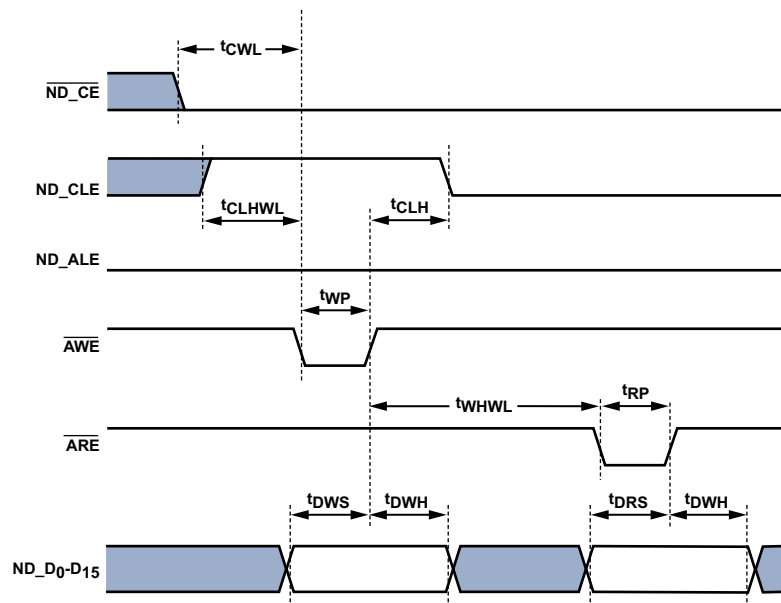 tCWL
ND_CE
ND_CLE
tCLHWL
tCLH
ND_ALE
tWP
AWE
tWHWL
tRP
ARE
tDWS
tDWH
tDRS
tDWH
ND_D0-D15